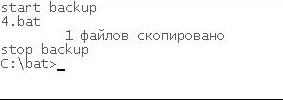 start backup
4.bat
1 файлов скопировано
stop backup
C:\bat>_